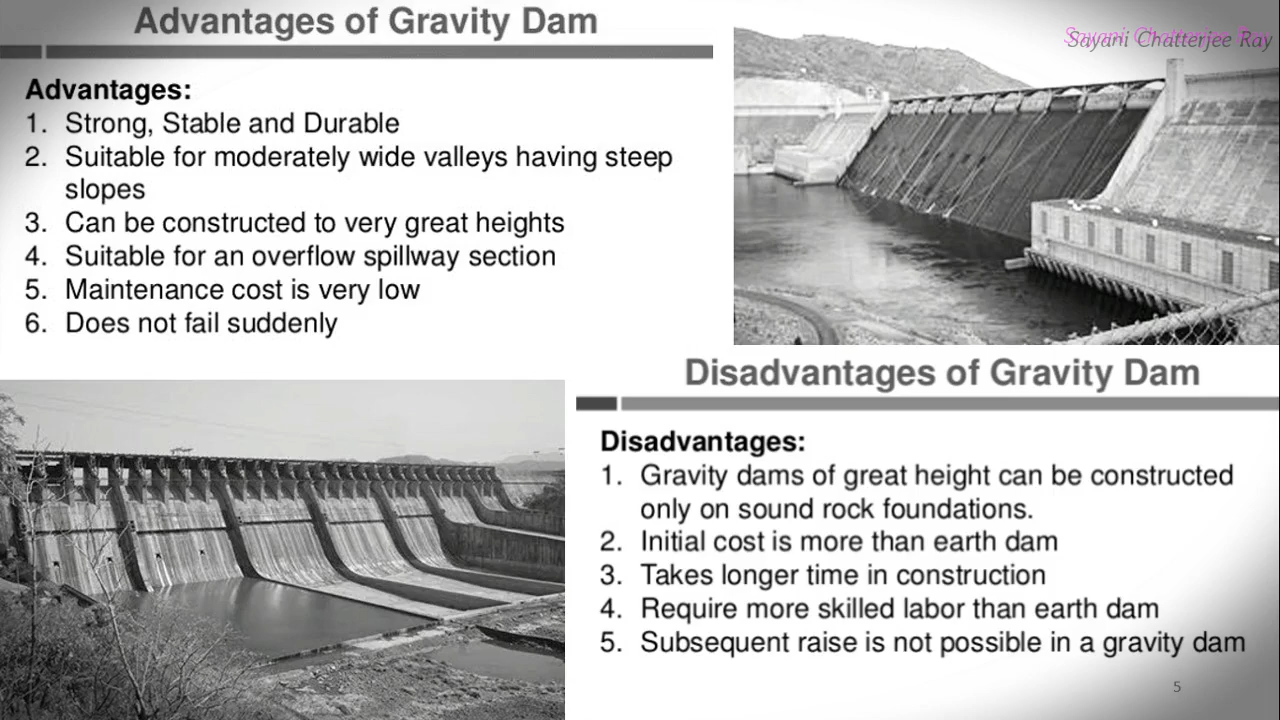 Advantages of Gravity Dam
Sayani Chatterjee Ray
Advantages:
1. Strong, Stable and Durable
2. Suitable for moderately wide valleys having steep
slopes
3. Can be constructed to very great heights
4. Suitable for an overflow spillway section
5. Maintenance cost is very low
6. Does not fail suddenly
Disadvantages of Gravity Dam
Disadvantages:
1. Gravity dams of great height can be constructed
only on sound rock foundations.
2. Initial cost is more than earth dam
3. Takes longer time in construction
4. Require more skilled labor than earth dam
5. Subsequent raise is not possible in a gravity dam
5